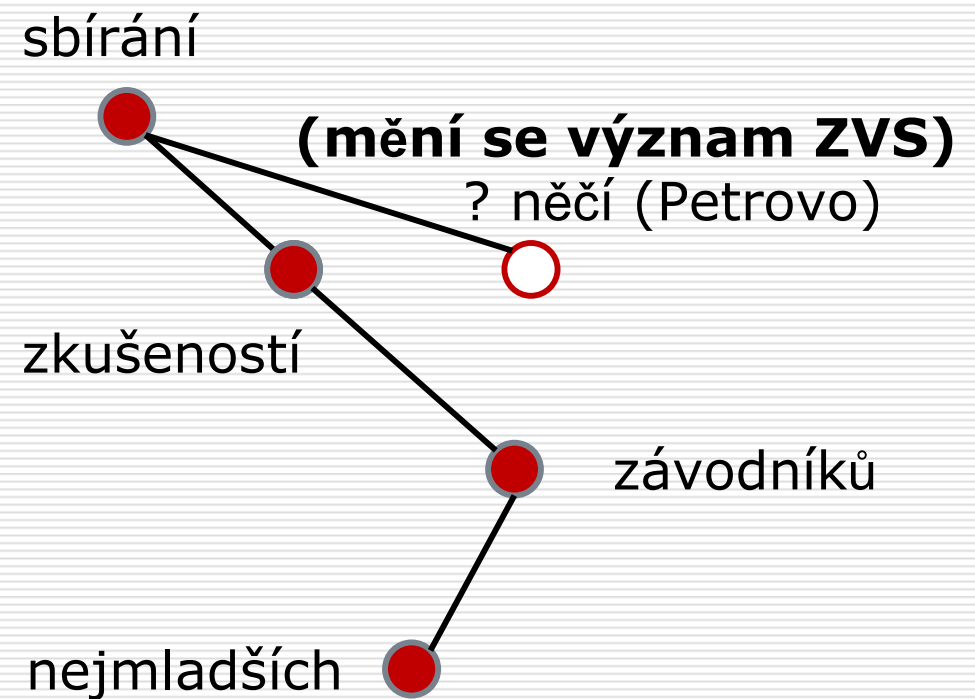 sbírání
(mění se význam ZVS)
? něčí (Petrovo)
zkušeností
závodníků
nejmladších